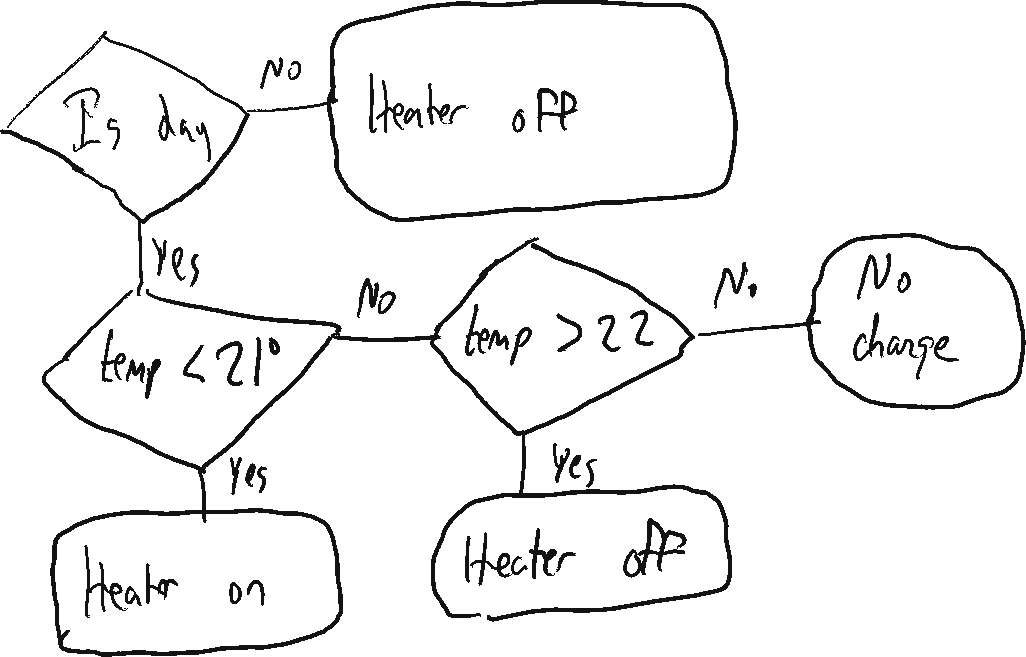 Is day
No
Heater off
Yes
temp < 21°
No
temp > 22
No
No
change
Yes
Heater on
Yes
Heater off